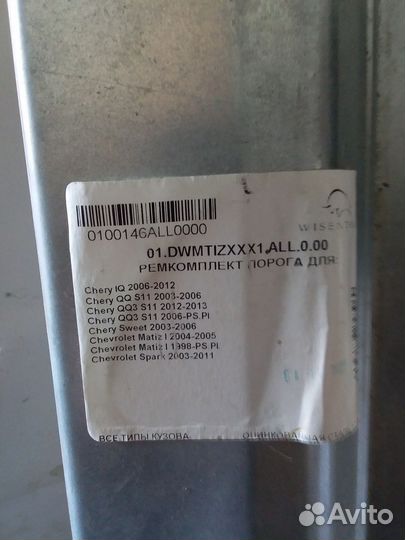 0100146ALL0000
01.DWMTIZXXX1.ALL.0.00
РЕМКОМПЛЕКТ ПОРОГА ДЛЯ:
Chery IQ 2006-2012
Chery QQ S11 2003-2006
Chery QQ3 S11 2012-2013
Chery QQ3 S11 2006-PS.PI
Chery Sweet 2003-2006
Chevrolet Matiz I 2004-2005
Chevrolet Matiz I 1998-PS.PI.
Chevrolet Spark 2003-2011
ВСЕ ТИПЫ КУЗОВА
Avito